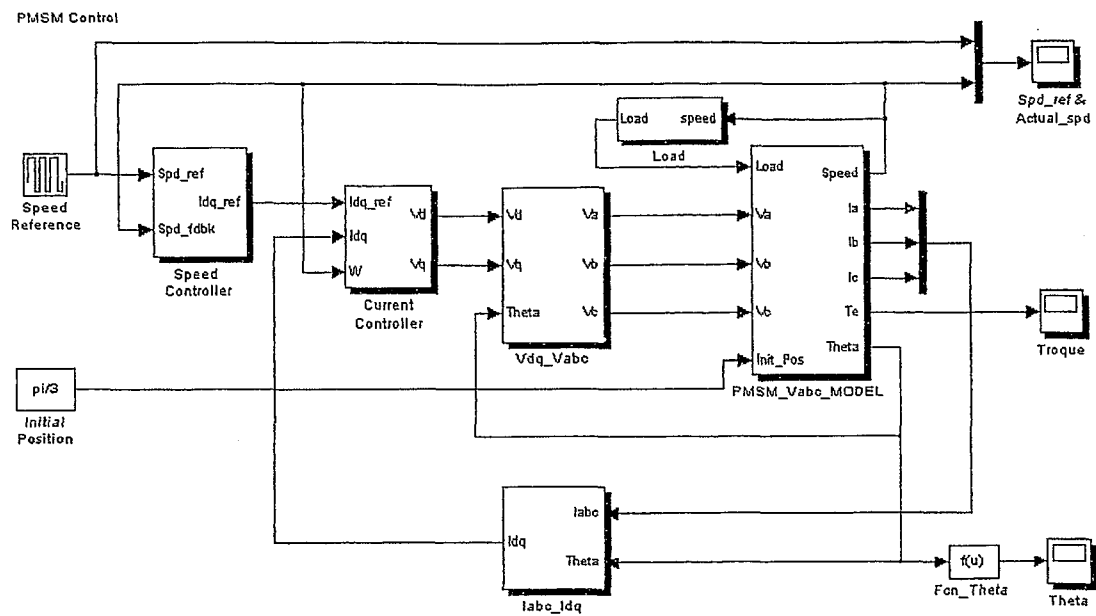 PMSM Control
Spd_ref &
Actual_spd
Load
speed
Load
Speed
Reference
Spd_ref
Idq_ref
Spd_fdbk
Speed
Controller
Idq_ref
Vd
Idq
Vq
W
Current
Controller
Vd
Va
Vq
Vb
Theta
Vc
Vdq_Vabc
Load
Speed
Va
Ia
Vb
Ib
Ic
Vc
Te
Theta
Init_Pos
PMSM_Vabc_MODEL
Troque
pi/3
Initial
Position
Iabc
Idq
Theta
Iabc_Idq
f(u)
Fcn_Theta
Theta